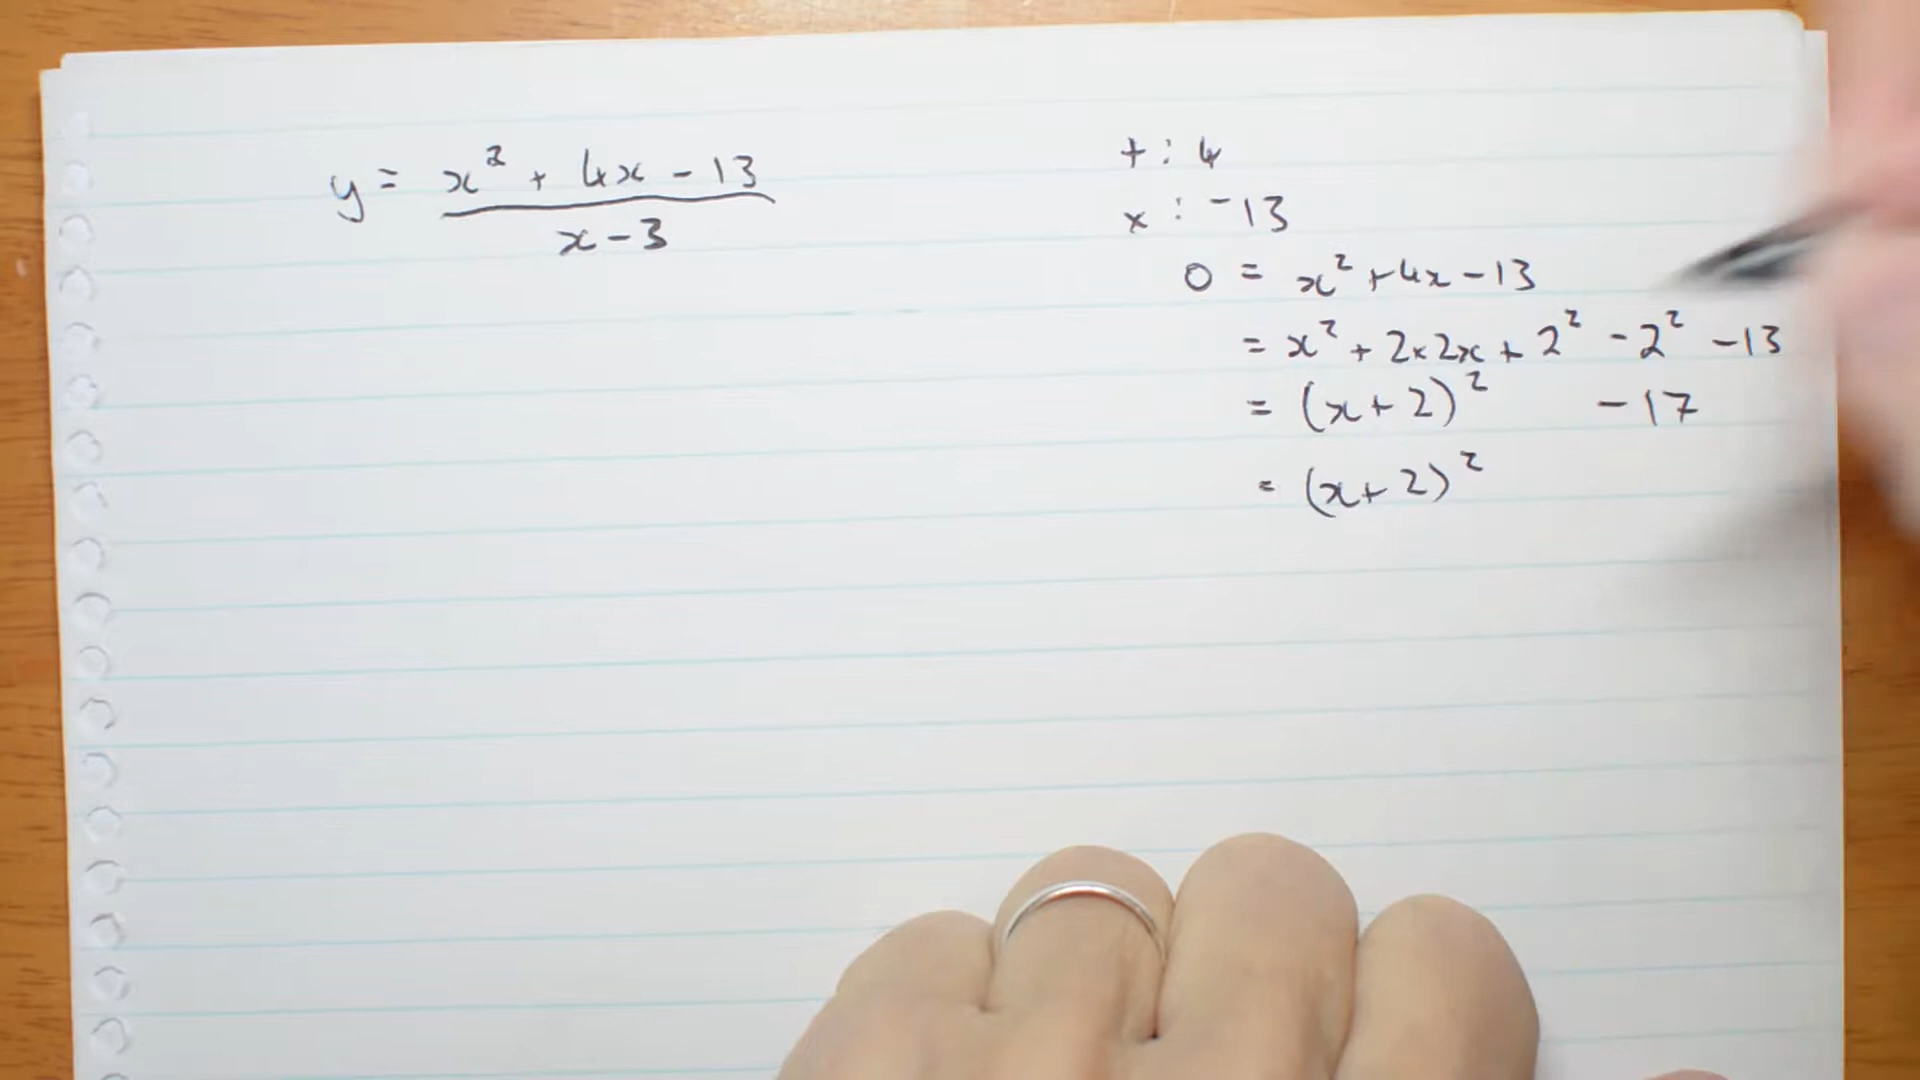 y = x² + 4x - 13
x - 3
+ : 4
x : ⁻13
0 = x² + 4x - 13
= x² + 2 x 2x + 2² - 2² - 13
= (x + 2)² - 17
= (x + 2)²